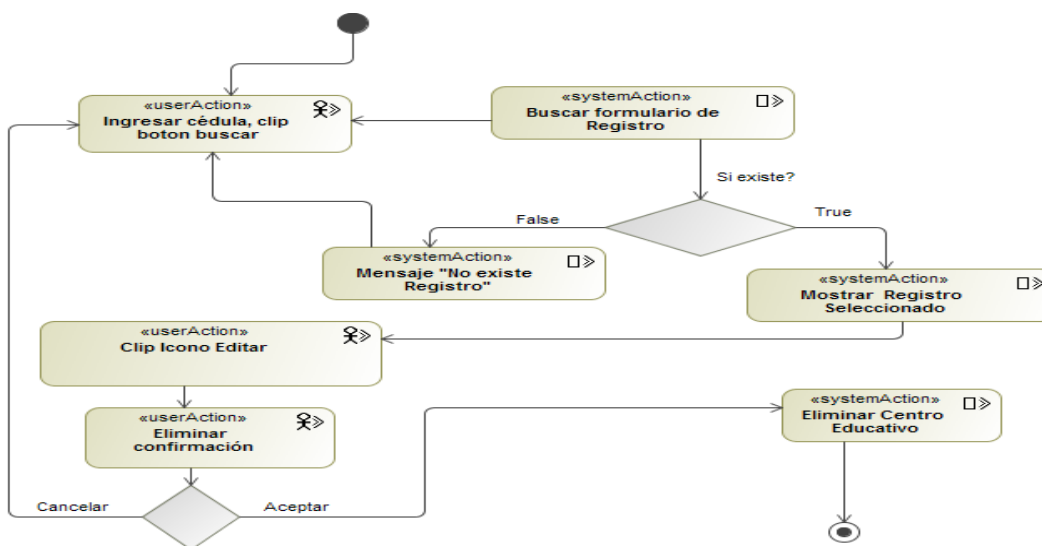 «userAction»
Ingresar cédula, clip
boton buscar
«systemAction»
Buscar formulario de
Registro
Si existe?
False
True
«systemAction»
Mensaje "No existe
Registro"
«systemAction»
Mostrar Registro
Seleccionado
«userAction»
Clip Icono Editar
«userAction»
Eliminar
confirmación
«systemAction»
Eliminar Centro
Educativo
Cancelar
Aceptar